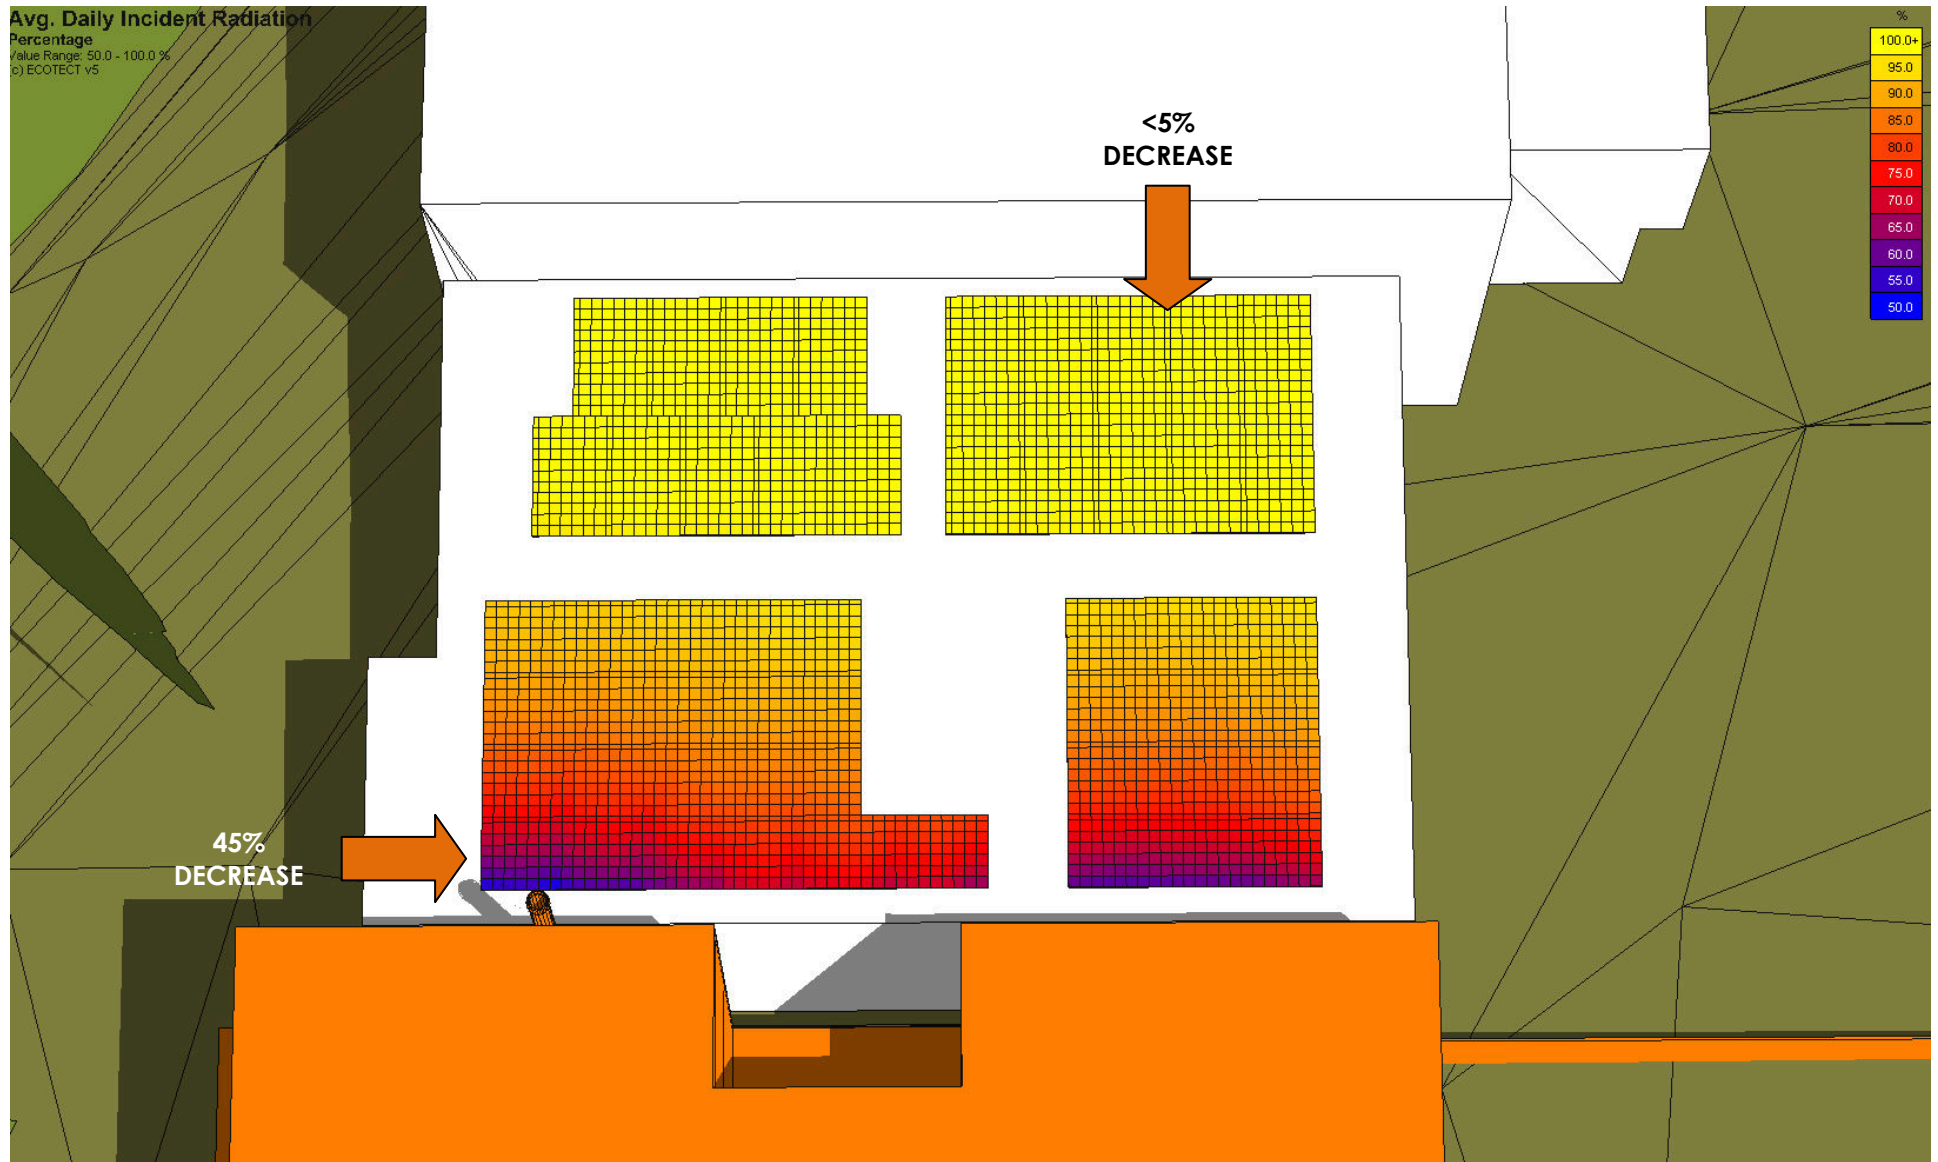 Avg. Daily Incident Radiation
Percentage
Value Range: 50.0 - 100.0 %
(c) ECOTECT v5
%
100.0+
95.0
90.0
85.0
80.0
75.0
70.0
65.0
60.0
55.0
50.0
<5%
DECREASE
45%
DECREASE